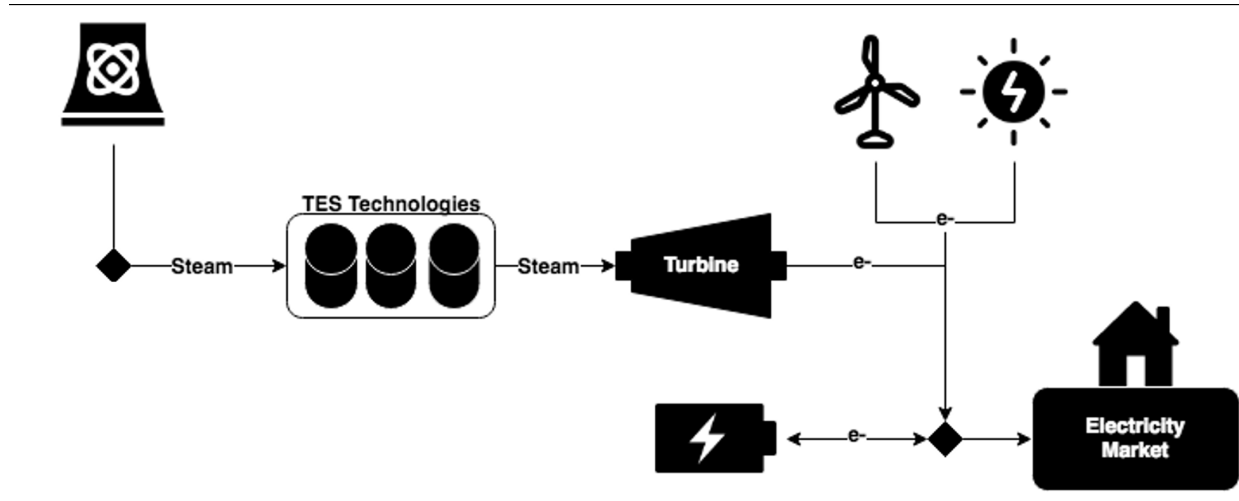 TES Technologies
e-
Steam
Steam
Turbine
e-
e-
Electricity
Market